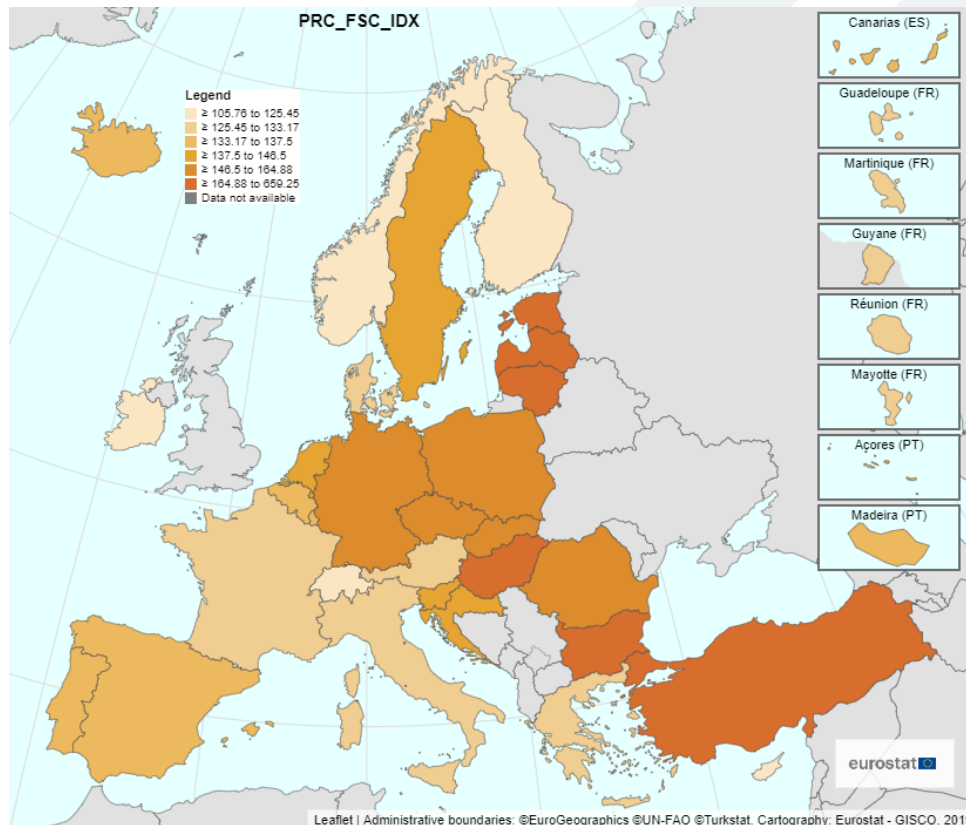 PRC_FSC_IDX
Legend
≥ 105.76 to 125.45
≥ 125.45 to 133.17
≥ 133.17 to 137.5
≥ 137.5 to 146.5
≥ 146.5 to 164.88
≥ 164.88 to 659.25
Data not available
Canarias (ES)
Guadeloupe (FR)
Martinique (FR)
Guyane (FR)
Réunion (FR)
Mayotte (FR)
Açores (PT)
Madeira (PT)
eurostat
Leaflet | Administrative boundaries: ©EuroGeographics ©UN-FAO ©Turkstat. Cartography: Eurostat - GISCO, 201